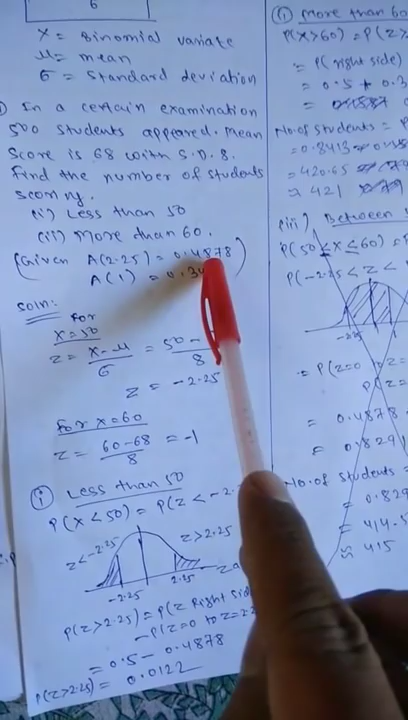 6
X = Binomial variate
μ = mean
σ = Standard deviation
In a certain examination
500 students appeared. Mean
Score is 68 with S.D. 8.
Find the number of students
scoring.
(i) Less than 50
(ii) More than 60.
(Given A(2.25) = 0.4878
A(1) = 0.34
Soln:
For
X=50
Z = X-μ/σ = 50-/8
Z = -2.25
For X=60
Z = 60-68/8 = -1
(i) Less than 50
P(X<50) = P(Z < -2.
Z<-2.25
Z>2.25
-2.25
2.25
P(Z>2.25) = P(Z Right Sid
-P(Z=0 to Z=2.2
= 0.5 - 0.4878
P(Z>2.25) = 0.0122
(ii) More than 60
P(X>60) = P(Z>
= P(right side)
= 0.5 + 0.3
No. of students =
= 0.8413
= 420.65
≈ 421
(iii) Between
P(50<X≤60) =
P(-2.25<Z<
= P(Z=0
= 0.4878
= 0.829
No. of Students =
= 0.829
= 414.5
≈ 415